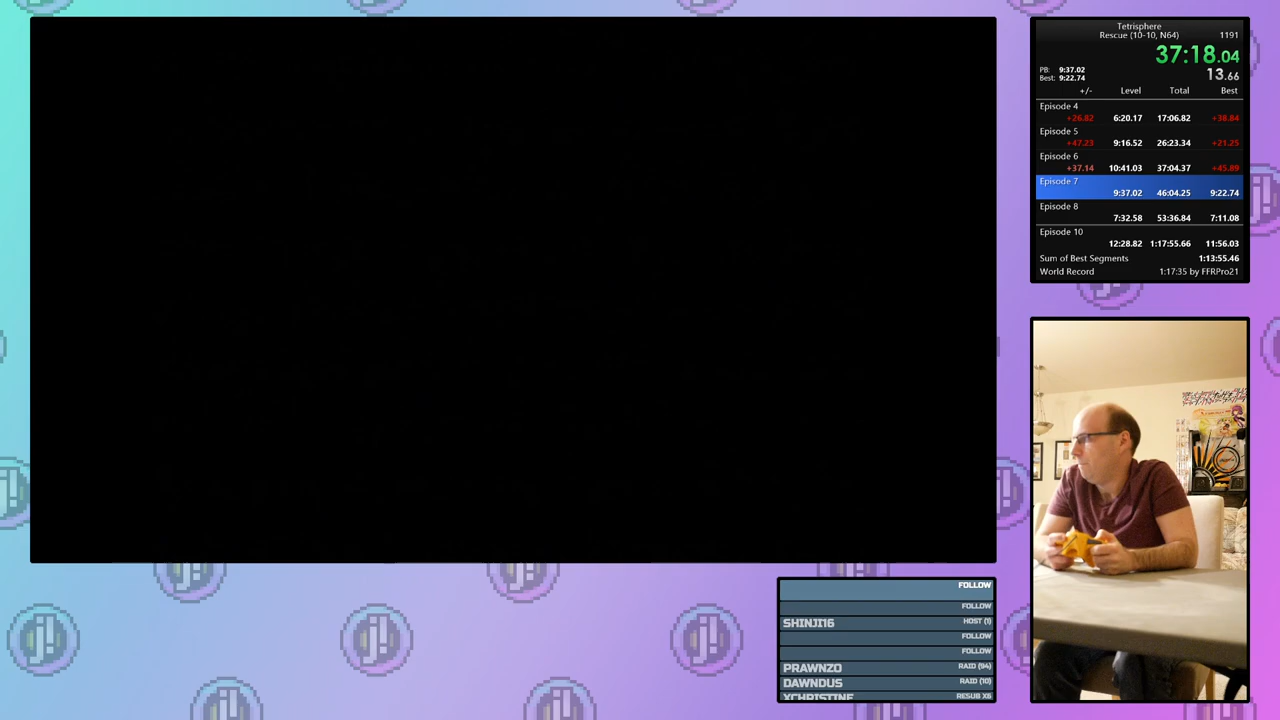 Tetrisphere
Rescue (10-10, N64) 1191
37:18.04
PB: 9:37.02
Best: 9:22.74
13.66
+/- Level Total Best
Episode 4
+26.82 6:20.17 17:06.82 +38.84
Episode 5
+47.23 9:16.52 26:23.34 +21.25
Episode 6
+37.14 10:41.03 37:04.37 +45.89
Episode 7
9:37.02 46:04.25 9:22.74
Episode 8
7:32.58 53:36.84 7:11.08
Episode 10
12:28.82 1:17:55.66 11:56.03
Sum of Best Segments 1:13:55.46
World Record 1:17:35 by FFRPro21
FOLLOW
FOLLOW
SHINJI16 HOST (1)
FOLLOW
FOLLOW
PRAWNZO RAID (94)
DAWNDUS RAID (10)
XCHRISTINE RESUB X6
j!
j!
j!
j!
j!
j!